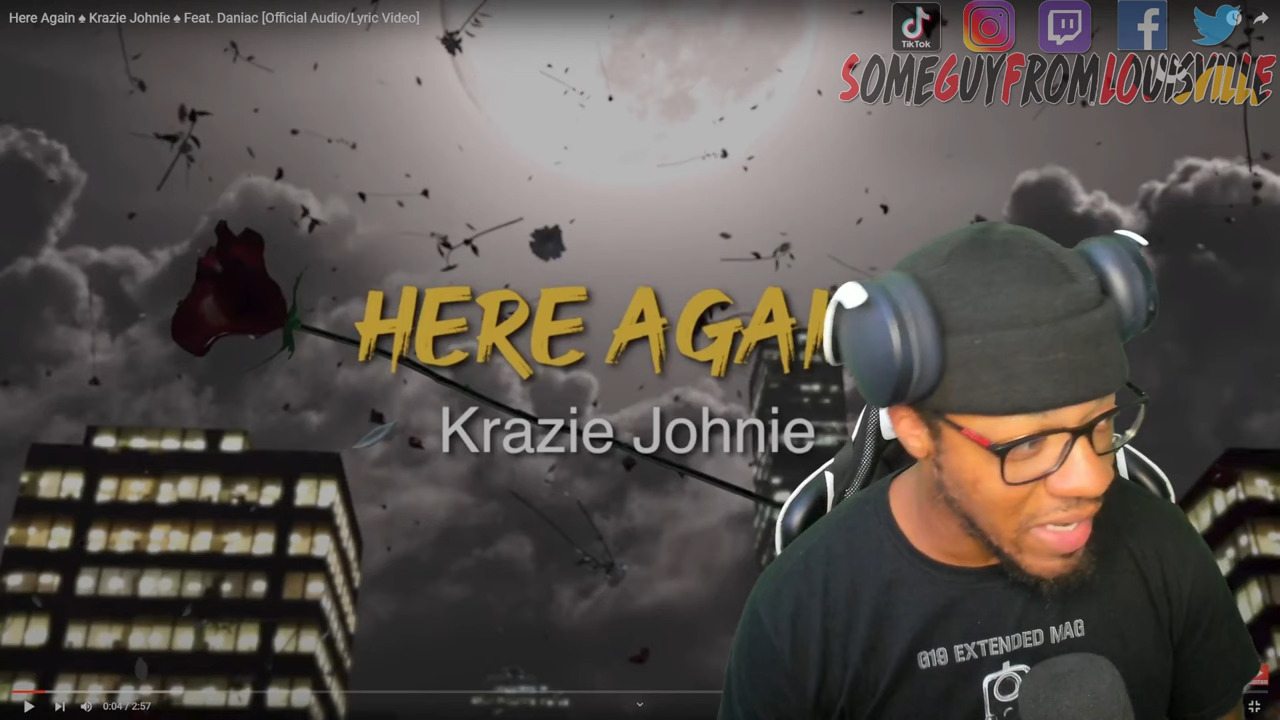 Here Again ♠ Krazie Johnie ♠ Feat. Daniac [Official Audio/Lyric Video]
TikTok
SOMEGUYFROMLOUISVILLE
HERE AGAI
Krazie Johnie
G19 EXTENDED MAG
0:04 / 2:57